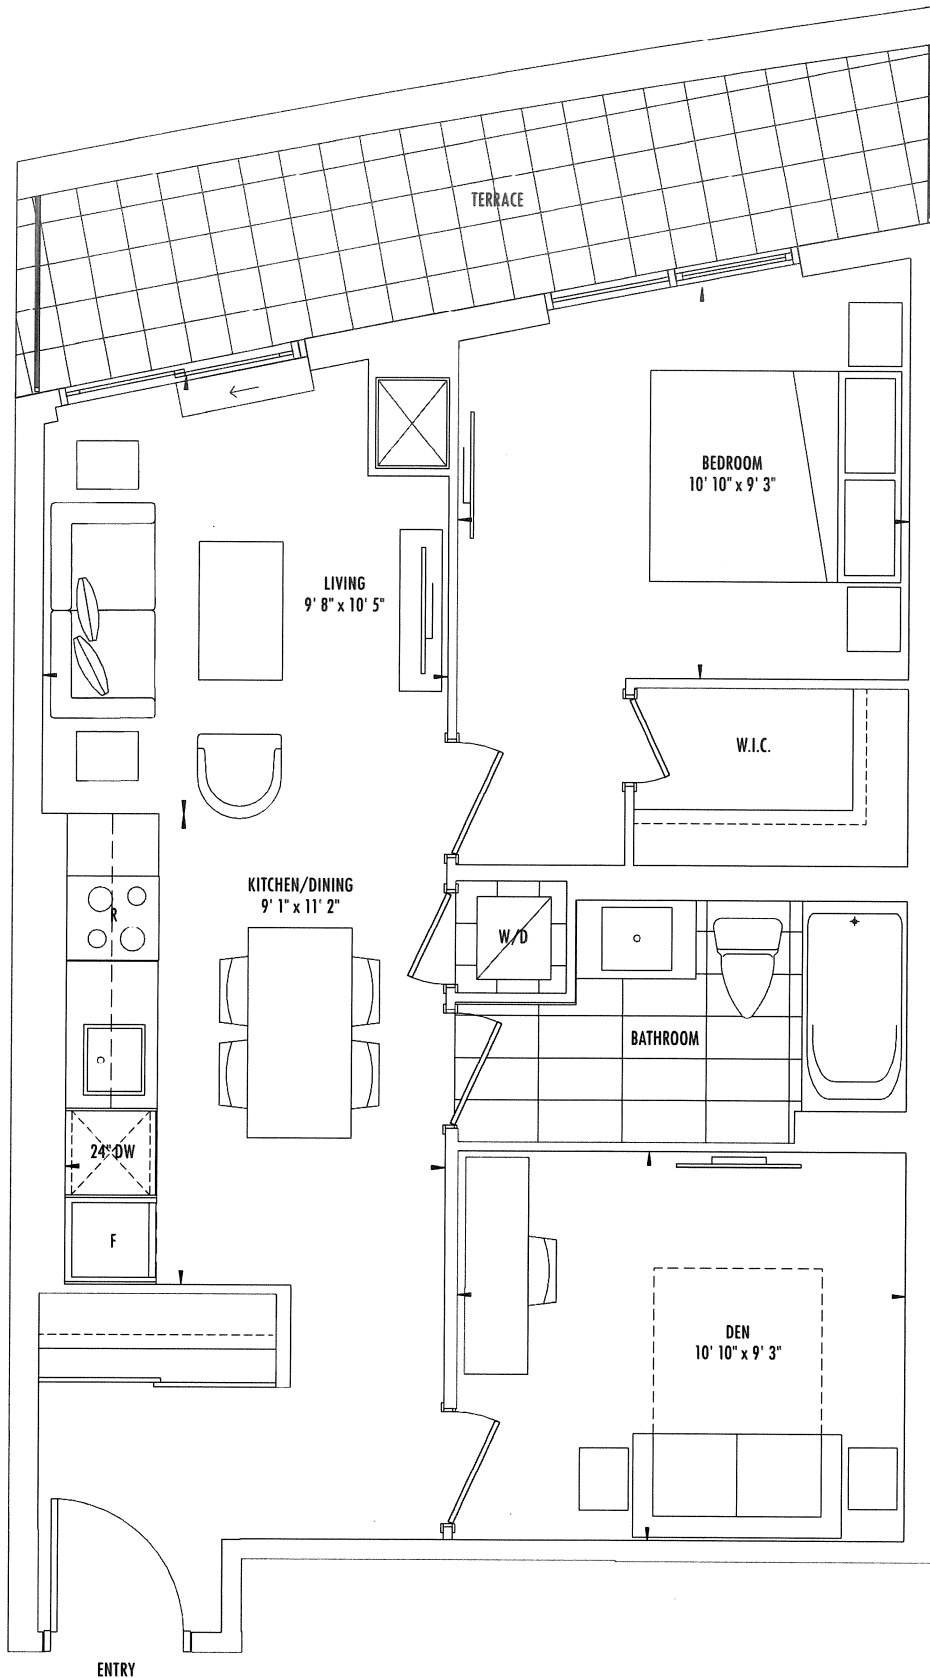 TERRACE
BEDROOM
10' 10" x 9' 3"
LIVING
9' 8" x 10' 5"
W.I.C.
KITCHEN/DINING
9' 1" x 11' 2"
R
W/D
BATHROOM
24" DW
F
DEN
10' 10" x 9' 3"
ENTRY